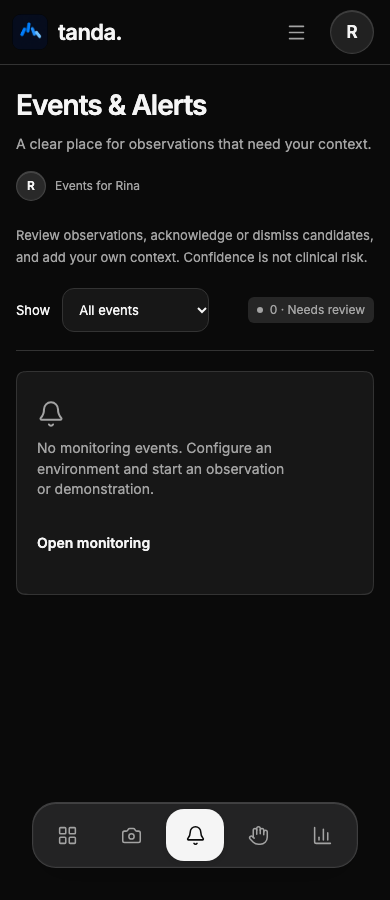 tanda.
R
Events & Alerts
A clear place for observations that need your context.
R
Events for Rina
Review observations, acknowledge or dismiss candidates,
and add your own context. Confidence is not clinical risk.
Show
All events
0 · Needs review
No monitoring events. Configure an
environment and start an observation
or demonstration.
Open monitoring